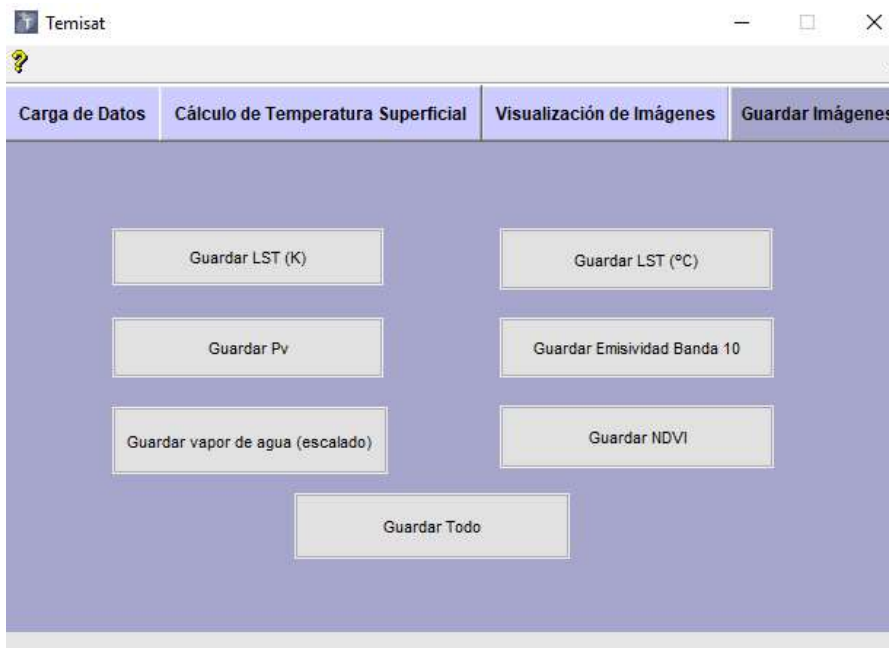 Temisat
Carga de Datos Cálculo de Temperatura Superficial Visualización de Imágenes Guardar Imágenes
Guardar LST (K) Guardar LST (ºC)
Guardar Pv Guardar Emisividad Banda 10
Guardar vapor de agua (escalado) Guardar NDVI
Guardar Todo